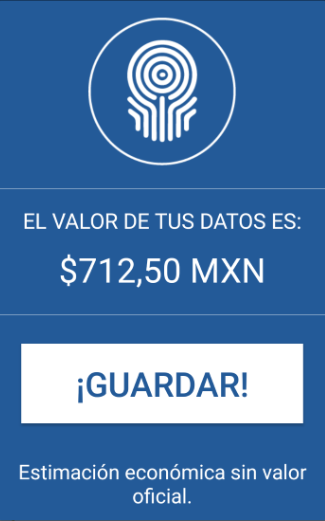 EL VALOR DE TUS DATOS ES:
$712,50 MXN
¡GUARDAR!
Estimación económica sin valor
oficial.